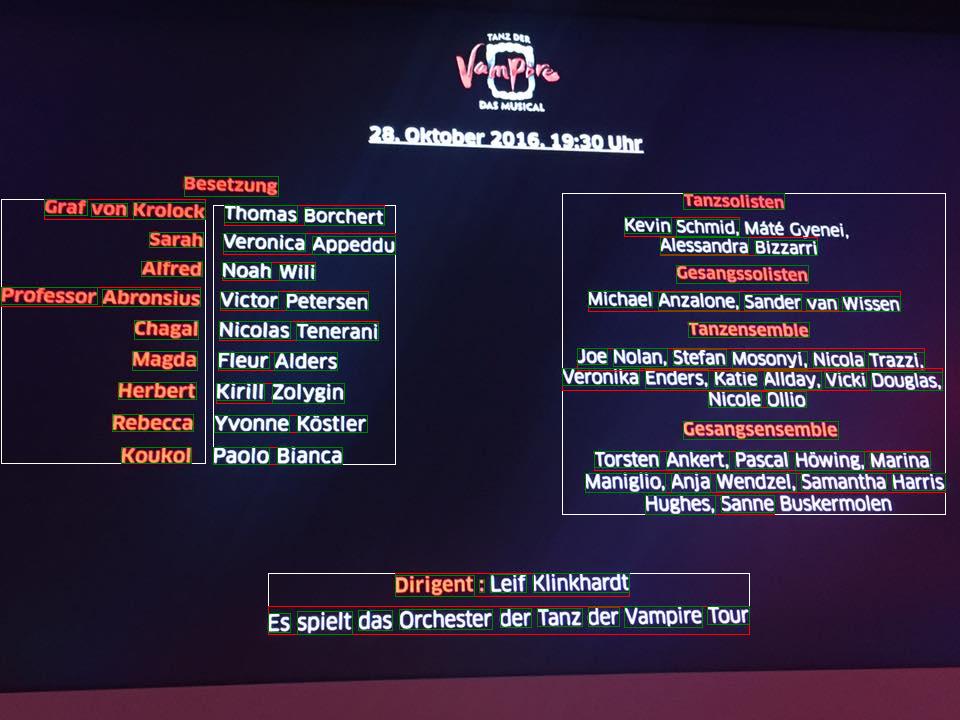 TANZ DER
Vampire
DAS MUSICAL
28. Oktober 2016, 19:30 Uhr
Besetzung
Graf von Krolock Thomas Borchert
Sarah Veronica Appeddu
Alfred Noah Wili
Professor Abronsius Victor Petersen
Chagal Nicolas Tenerani
Magda Fleur Alders
Herbert Kirill Zolygin
Rebecca Yvonne Köstler
Koukol Paolo Bianca
Tanzsolisten
Kevin Schmid, Máté Gyenei,
Alessandra Bizzarri
Gesangssolisten
Michael Anzalone, Sander van Wissen
Tanzensemble
Joe Nolan, Stefan Mosonyi, Nicola Trazzi,
Veronika Enders, Katie Allday, Vicki Douglas,
Nicole Ollio
Gesangsensemble
Torsten Ankert, Pascal Höwing, Marina
Maniglio, Anja Wendzel, Samantha Harris
Hughes, Sanne Buskermolen
Dirigent : Leif Klinkhardt
Es spielt das Orchester der Tanz der Vampire Tour